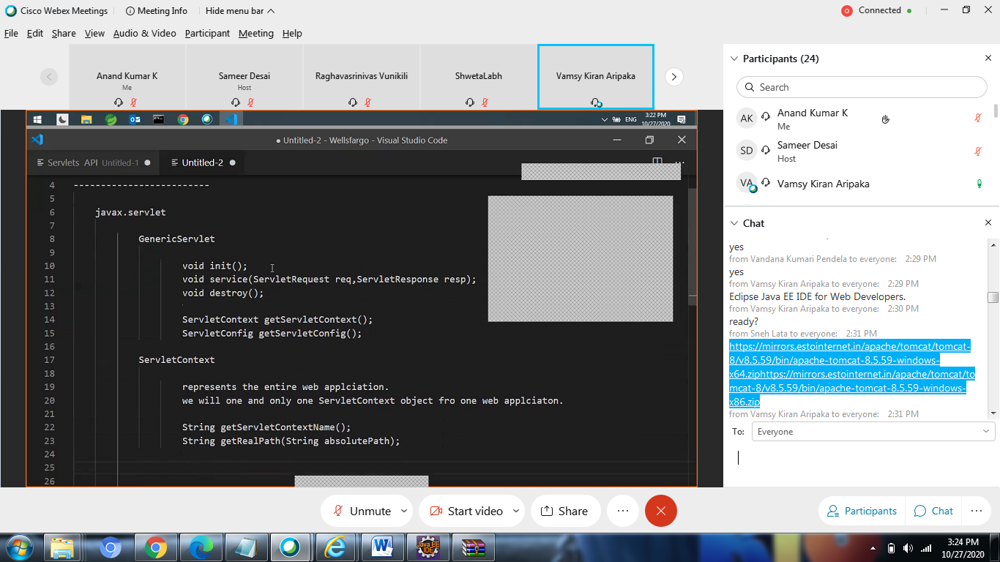 Cisco Webex Meetings
Meeting Info
Hide menu bar
Connected
File Edit Share View Audio & Video Participant Meeting Help
Anand Kumar K
Me
Sameer Desai
Host
Raghavasrinivas Vunikili
ShwetaLabh
Vamsy Kiran Aripaka
3:22 PM
ENG
10/27/2020
● Untitled-2 - Wellsfargo - Visual Studio Code
Servlets API Untitled-1 ●
Untitled-2 ●
4 -------------------------
5
6 javax.servlet
7
8 GenericServlet
9
10 void init();
11 void service(ServletRequest req,ServletResponse resp);
12 void destroy();
13
14 ServletContext getServletContext();
15 ServletConfig getServletConfig();
16
17 ServletContext
18
19 represents the entire web applciation.
20 we will one and only one ServletContext object fro one web applciaton.
21
22 String getServletContextName();
23 String getRealPath(String absolutePath);
24
25
26
Participants (24)
Search
AK Anand Kumar K
Me
SD Sameer Desai
Host
VA Vamsy Kiran Aripaka
Chat
yes
from Vandana Kumari Pendela to everyone: 2:29 PM
yes
from Vamsy Kiran Aripaka to everyone: 2:29 PM
Eclipse Java EE IDE for Web Developers.
from Vamsy Kiran Aripaka to everyone: 2:30 PM
ready?
from Sneh Lata to everyone: 2:31 PM
https://mirrors.estointernet.in/apache/tomcat/tomcat-
8/v8.5.59/bin/apache-tomcat-8.5.59-windows-
x64.ziphttps://mirrors.estointernet.in/apache/tomcat/to
mcat-8/v8.5.59/bin/apache-tomcat-8.5.59-windows-
x86.zip
from Vamsy Kiran Aripaka to everyone: 2:31 PM
To: Everyone
Unmute
Start video
Share
Participants
Chat
Java EE
IDE
3:24 PM
10/27/2020